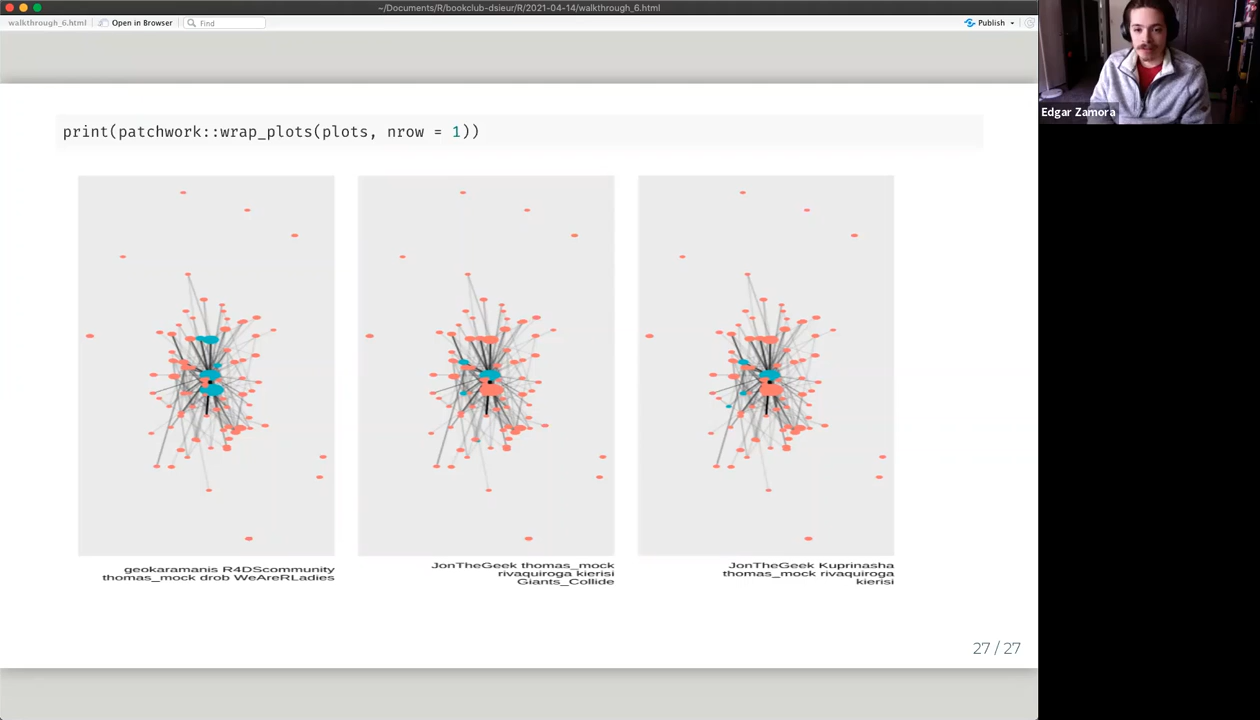 ~/Documents/R/bookclub-dsieur/R/2021-04-14/walkthrough_6.html
walkthrough_6.html
Open in Browser
Find
Publish
Edgar Zamora
print(patchwork::wrap_plots(plots, nrow = 1))
geokaramanis R4DScommunity
thomas_mock drob WeAreRLadies
JonTheGeek thomas_mock
rivaquiroga kierisi
Giants_Collide
JonTheGeek Kuprinasha
thomas_mock rivaquiroga
kierisi
27 / 27